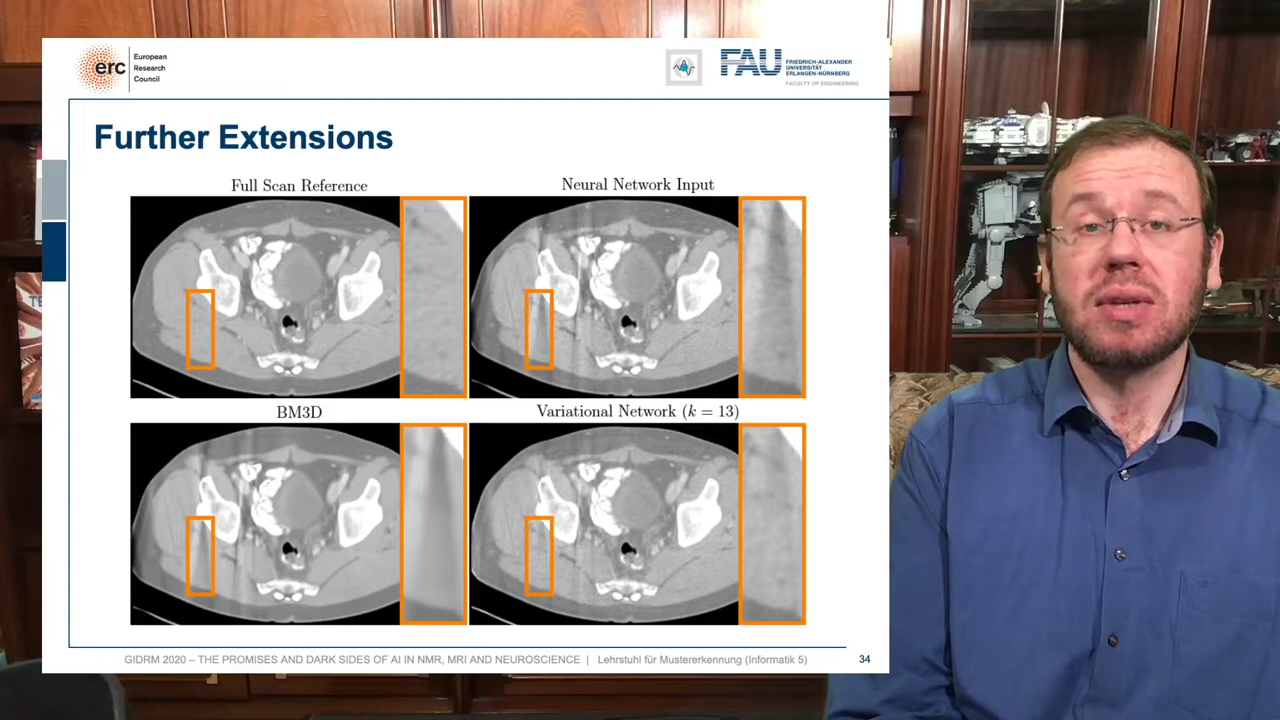 erc
European
Research
Council
FAU
FRIEDRICH-ALEXANDER
UNIVERSITÄT
ERLANGEN-NÜRNBERG
FACULTY OF ENGINEERING
Further Extensions
Full Scan Reference
Neural Network Input
BM3D
Variational Network (k = 13)
GIDRM 2020 – THE PROMISES AND DARK SIDES OF AI IN NMR, MRI AND NEUROSCIENCE | Lehrstuhl für Mustererkennung (Informatik 5)
34